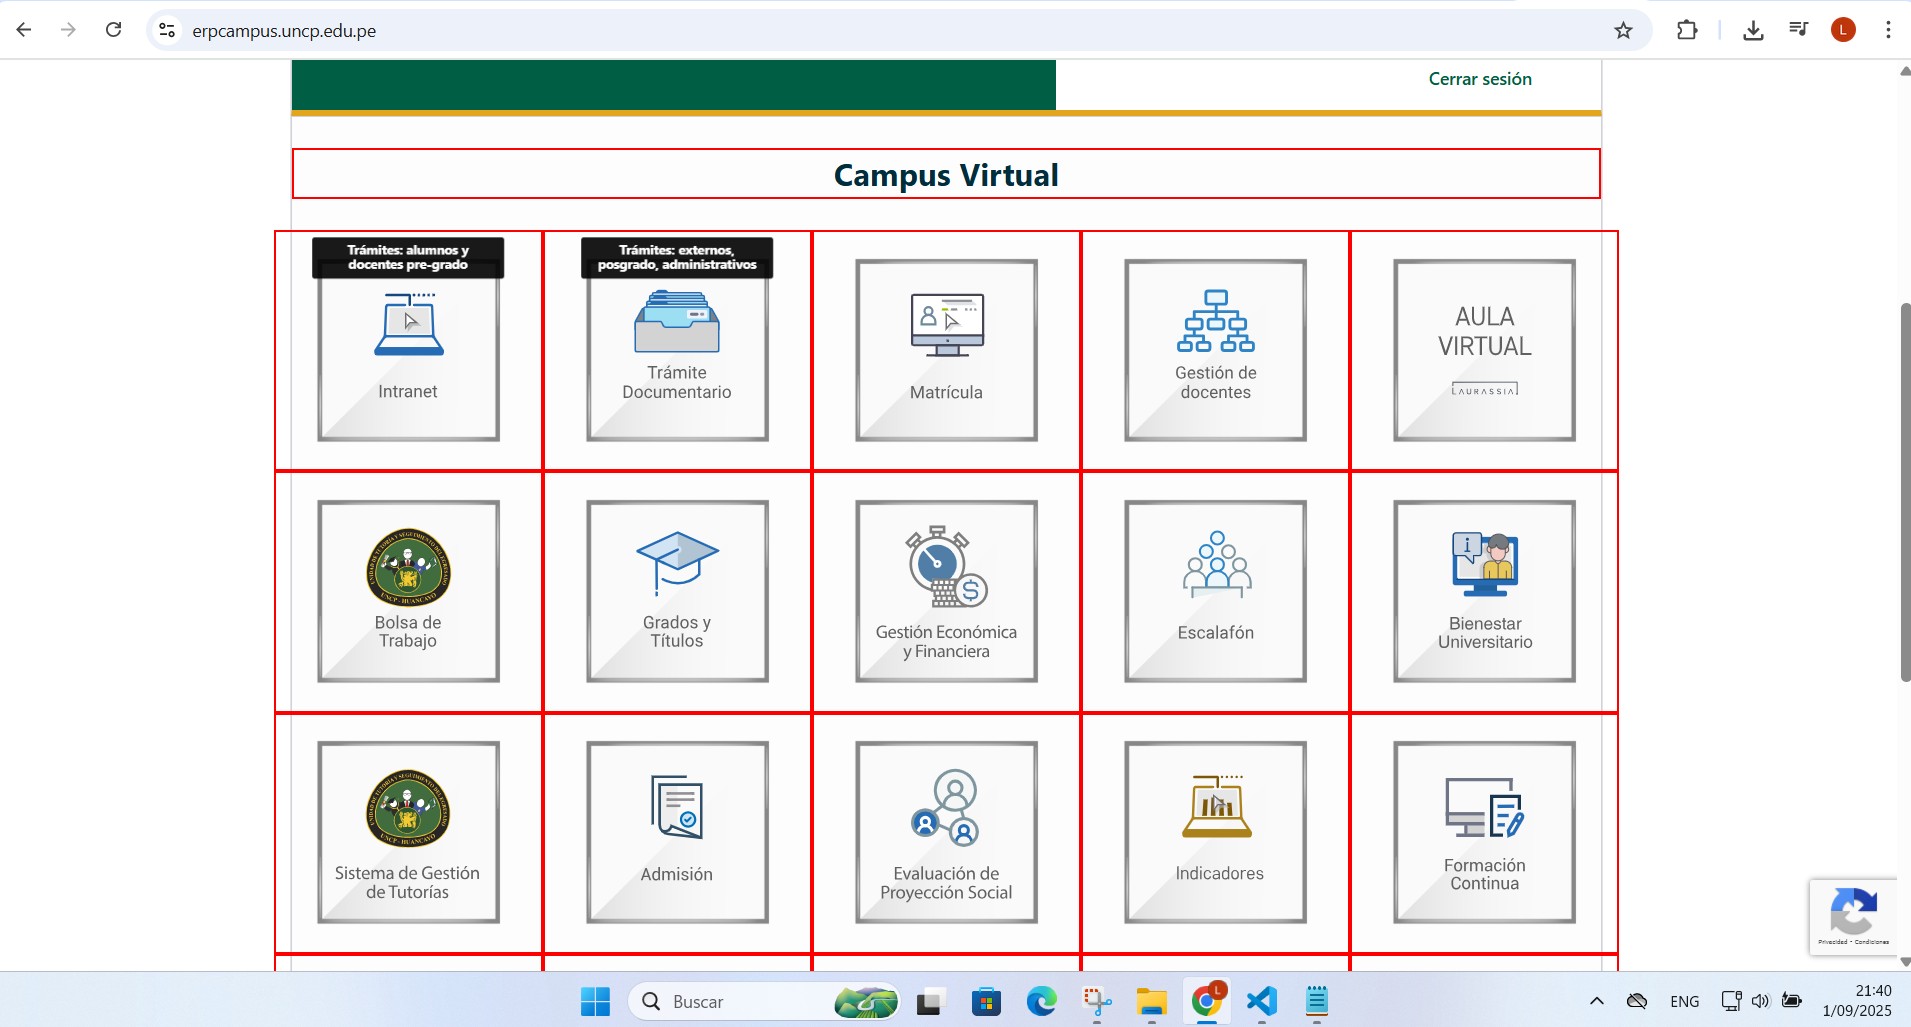 erpcampus.uncp.edu.pe
L
Cerrar sesión
Campus Virtual
Trámites: alumnos y
docentes pre-grado
Trámites: externos,
posgrado, administrativos
Intranet
Trámite
Documentario
Matrícula
Gestión de
docentes
AULA
VIRTUAL
LAURASSIA
Bolsa de
Trabajo
Grados y
Títulos
Gestión Económica
y Financiera
Escalafón
Bienestar
Universitario
Sistema de Gestión
de Tutorías
Admisión
Evaluación de
Proyección Social
Indicadores
Formación
Continua
Privacidad - Condiciones
Buscar
L
ENG
21:40
1/09/2025